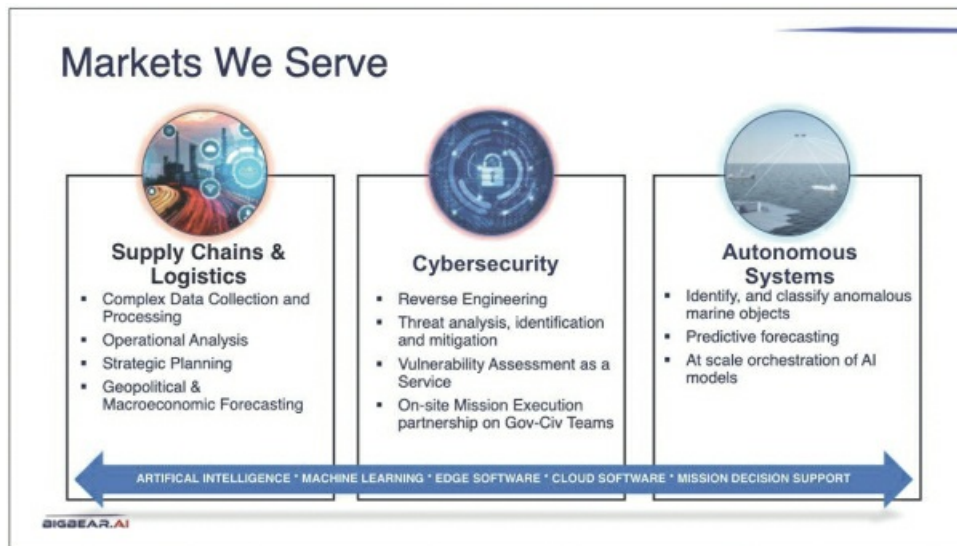 Markets We Serve
Supply Chains &
Logistics
▪ Complex Data Collection and
Processing
▪ Operational Analysis
▪ Strategic Planning
▪ Geopolitical &
Macroeconomic Forecasting
Cybersecurity
▪ Reverse Engineering
▪ Threat analysis, identification
and mitigation
▪ Vulnerability Assessment as a
Service
▪ On-site Mission Execution
partnership on Gov-Civ Teams
Autonomous
Systems
▪ Identify, and classify anomalous
marine objects
▪ Predictive forecasting
▪ At scale orchestration of AI
models
ARTIFICAL INTELLIGENCE * MACHINE LEARNING * EDGE SOFTWARE * CLOUD SOFTWARE * MISSION DECISION SUPPORT
BIGBEAR.AI